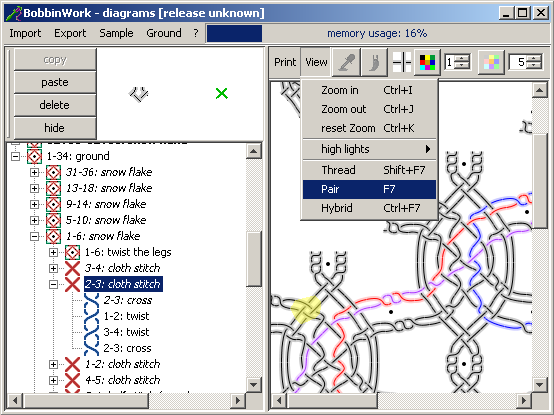 BobbinWork - diagrams [release unknown]
Import Export Sample Ground ? memory usage: 16%
copy
paste
delete
hide
Print View 1 5
Zoom in Ctrl+I
Zoom out Ctrl+J
reset Zoom Ctrl+K
high lights
Thread Shift+F7
Pair F7
Hybrid Ctrl+F7
1-34: ground
31-36: snow flake
13-18: snow flake
9-14: snow flake
5-10: snow flake
1-6: snow flake
1-6: twist the legs
3-4: cloth stitch
2-3: cloth stitch
2-3: cross
1-2: twist
3-4: twist
2-3: cross
1-2: cloth stitch
4-5: cloth stitch